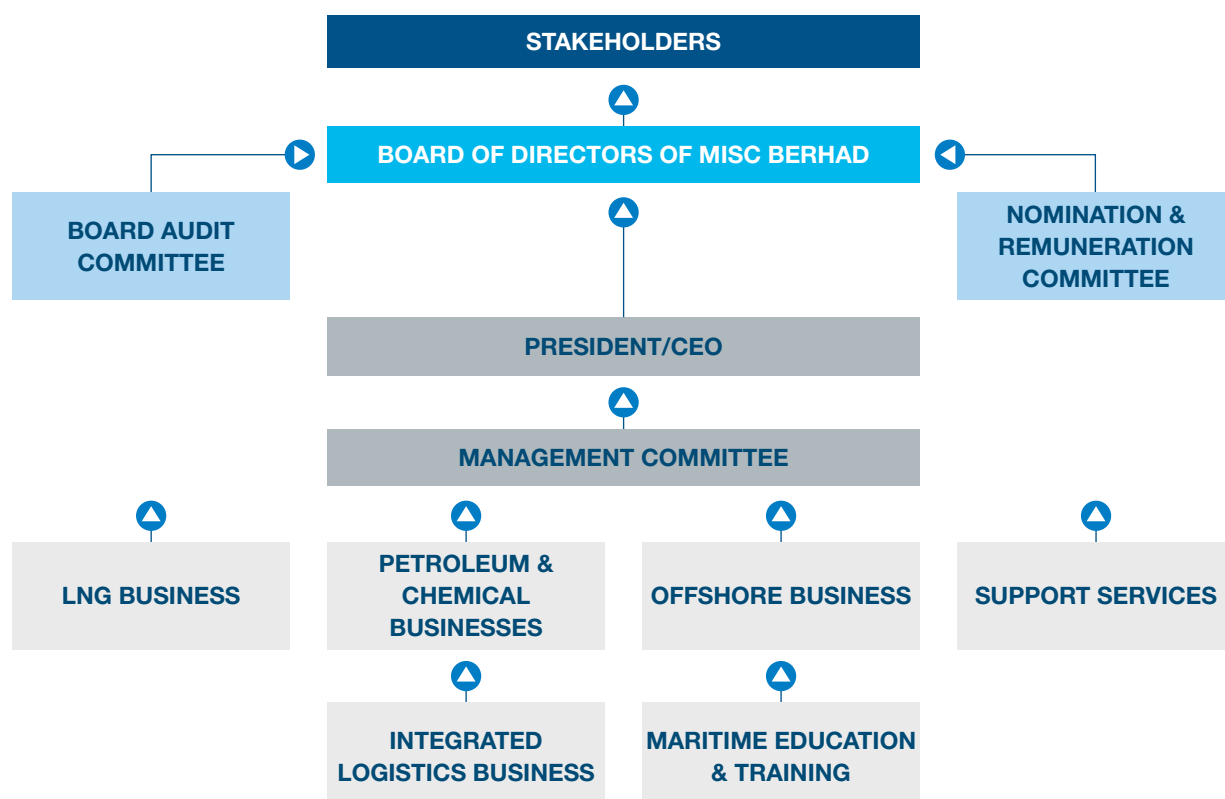 STAKEHOLDERS
BOARD OF DIRECTORS OF MISC BERHAD
BOARD AUDIT
COMMITTEE
NOMINATION &
REMUNERATION
COMMITTEE
PRESIDENT/CEO
MANAGEMENT COMMITTEE
LNG BUSINESS
PETROLEUM &
CHEMICAL
BUSINESSES
OFFSHORE BUSINESS
SUPPORT SERVICES
INTEGRATED
LOGISTICS BUSINESS
MARITIME EDUCATION
& TRAINING